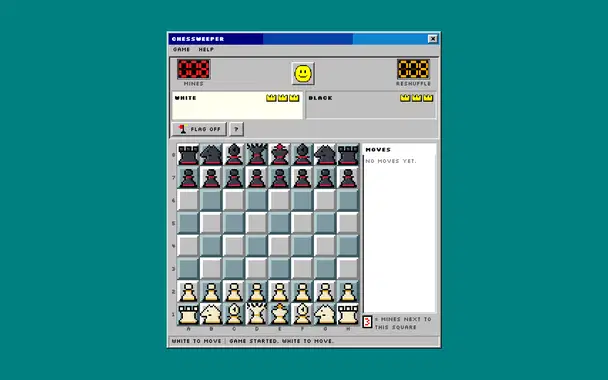 CHESSWEEPER
GAME HELP
008
MINES
008
RESHUFFLE
WHITE
BLACK
FLAG OFF
?
MOVES
NO MOVES YET.
8
7
6
5
4
3
2
1
A B C D E F G H
3 = MINES NEXT TO
THIS SQUARE
WHITE TO MOVE
GAME STARTED. WHITE TO MOVE.